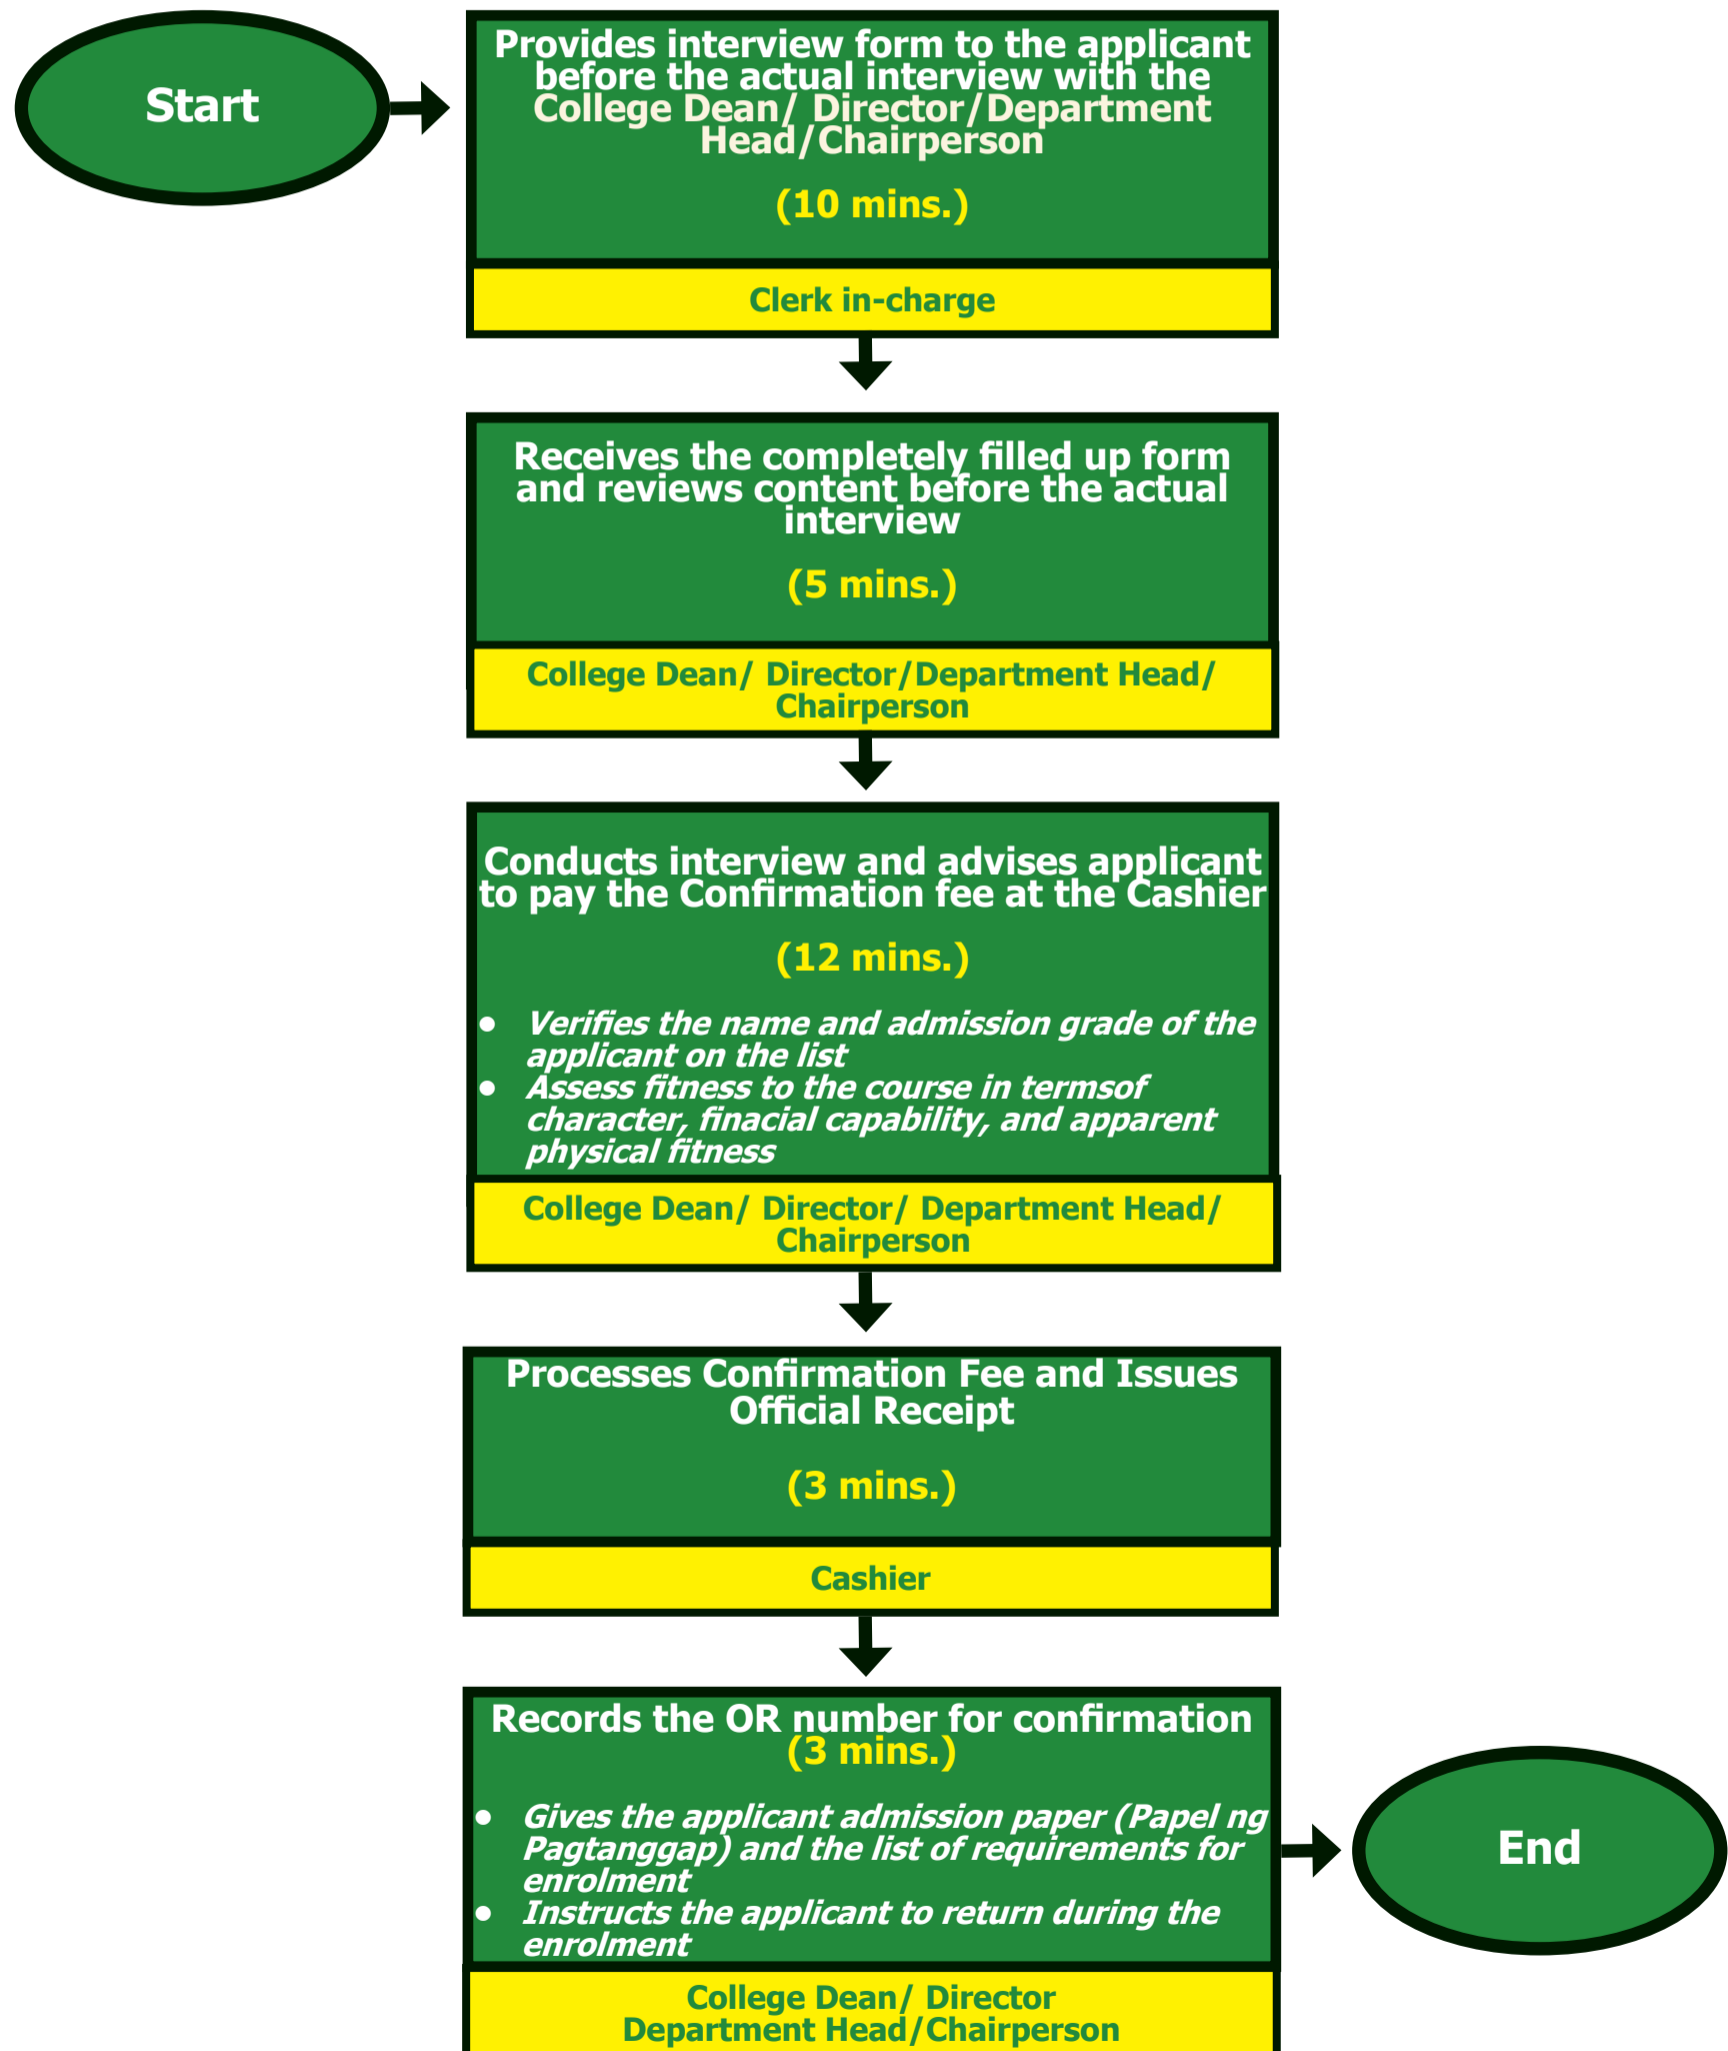 Start
Provides interview form to the applicant
before the actual interview with the
College Dean/ Director/Department
Head/Chairperson
(10 mins.)
Clerk in-charge
Receives the completely filled up form
and reviews content before the actual
interview
(5 mins.)
College Dean/ Director/Department Head/
Chairperson
Conducts interview and advises applicant
to pay the Confirmation fee at the Cashier
(12 mins.)
● Verifies the name and admission grade of the
applicant on the list
● Assess fitness to the course in termsof
character, finacial capability, and apparent
physical fitness
College Dean/ Director/ Department Head/
Chairperson
Processes Confirmation Fee and Issues
Official Receipt
(3 mins.)
Cashier
Records the OR number for confirmation
(3 mins.)
● Gives the applicant admission paper (Papel ng
Pagtanggap) and the list of requirements for
enrolment
● Instructs the applicant to return during the
enrolment
College Dean/ Director
Department Head/Chairperson
End